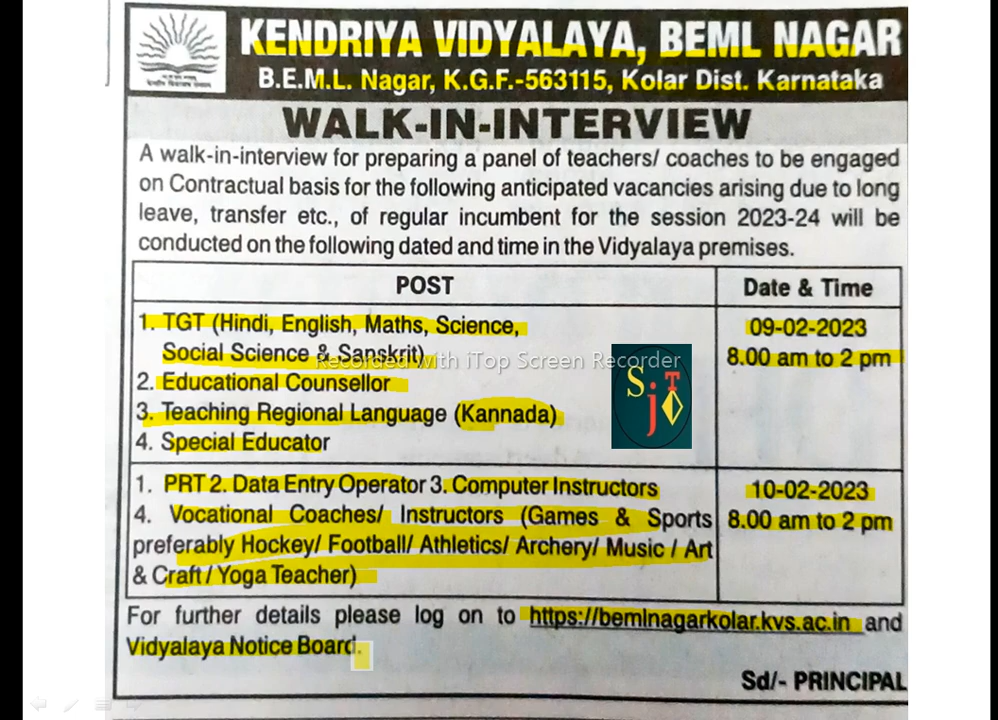 KENDRIYA VIDYALAYA, BEML NAGAR
B.E.M.L. Nagar, K.G.F.-563115, Kolar Dist. Karnataka
WALK-IN-INTERVIEW
A walk-in-interview for preparing a panel of teachers/ coaches to be engaged
on Contractual basis for the following anticipated vacancies arising due to long
leave, transfer etc., of regular incumbent for the session 2023-24 will be
conducted on the following dated and time in the Vidyalaya premises.
POST Date & Time
1. TGT (Hindi, English, Maths, Science, 09-02-2023
Social Science & Sanskrit) 8.00 am to 2 pm
Recorded with iTop Screen Recorder
2. Educational Counsellor
3. Teaching Regional Language (Kannada)
4. Special Educator
SjT
1. PRT 2. Data Entry Operator 3. Computer Instructors 10-02-2023
4. Vocational Coaches/ Instructors (Games & Sports 8.00 am to 2 pm
preferably Hockey/ Football/ Athletics/ Archery/ Music / Art
& Craft / Yoga Teacher)
For further details please log on to https://bemlnagarkolar.kvs.ac.in and
Vidyalaya Notice Board.
Sd/- PRINCIPAL